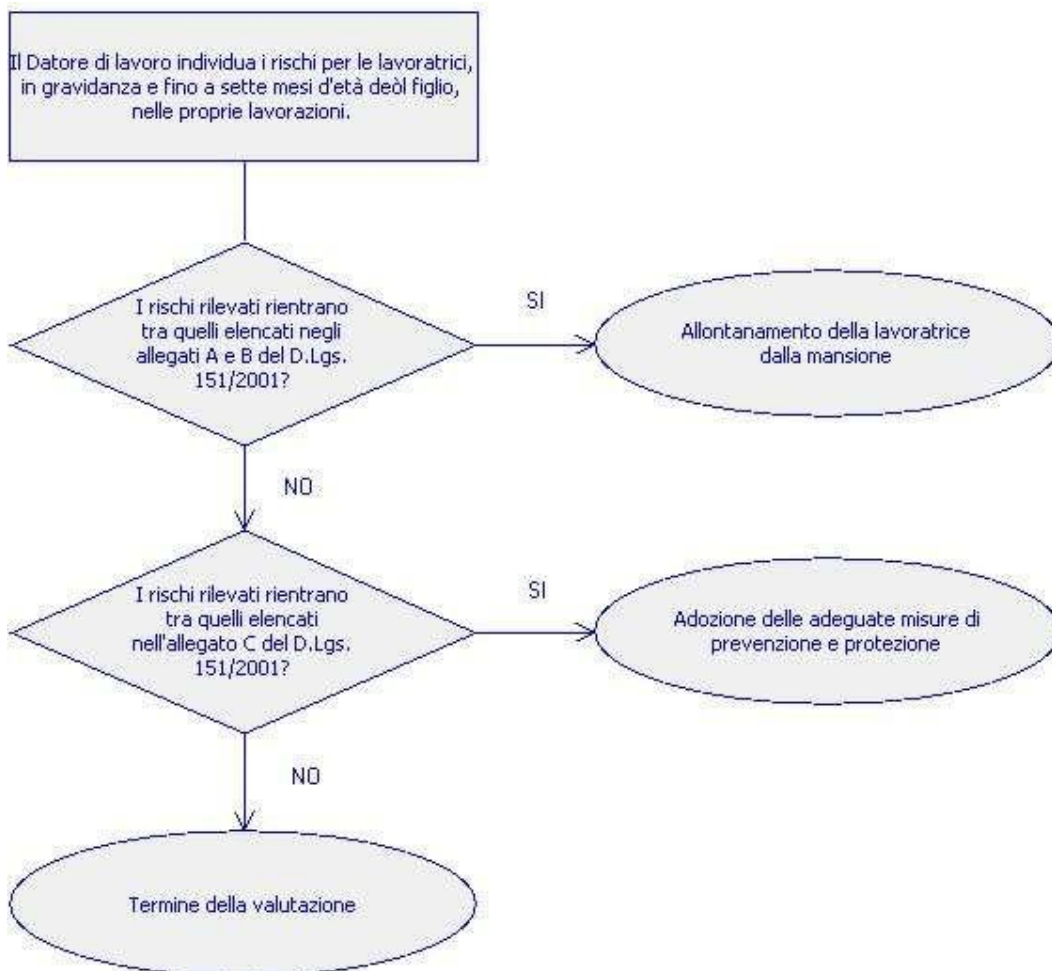 Il Datore di lavoro individua i rischi per le lavoratrici,
in gravidanza e fino a sette mesi d'età deòl figlio,
nelle proprie lavorazioni.
I rischi rilevati rientrano
tra quelli elencati negli
allegati A e B del D.Lgs.
151/2001?
SI
Allontanamento della lavoratrice
dalla mansione
NO
I rischi rilevati rientrano
tra quelli elencati
nell'allegato C del D.Lgs.
151/2001?
SI
Adozione delle adeguate misure di
prevenzione e protezione
NO
Termine della valutazione